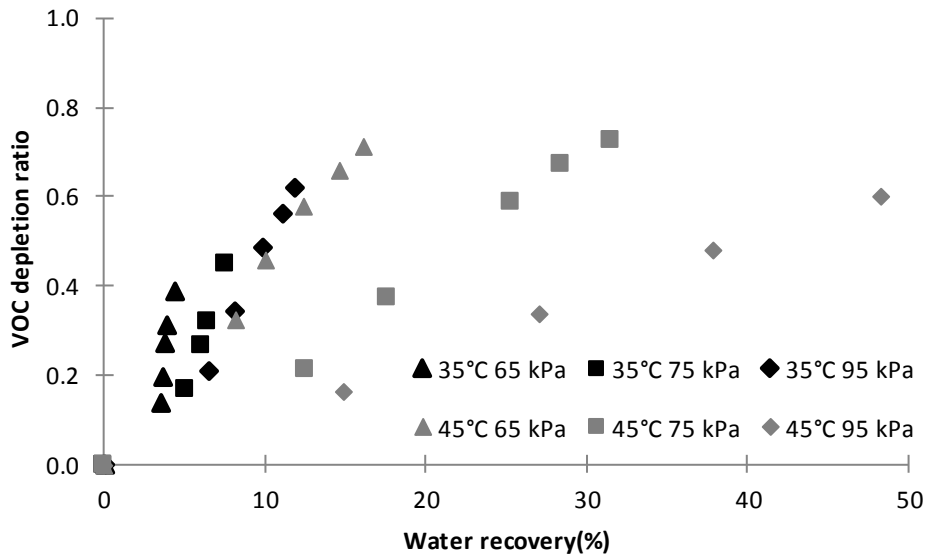 1.0
0.8
0.6
0.4
0.2
0.0
VOC depletion ratio
35°C 65 kPa 35°C 75 kPa 35°C 95 kPa
45°C 65 kPa 45°C 75 kPa 45°C 95 kPa
0 10 20 30 40 50
Water recovery(%)